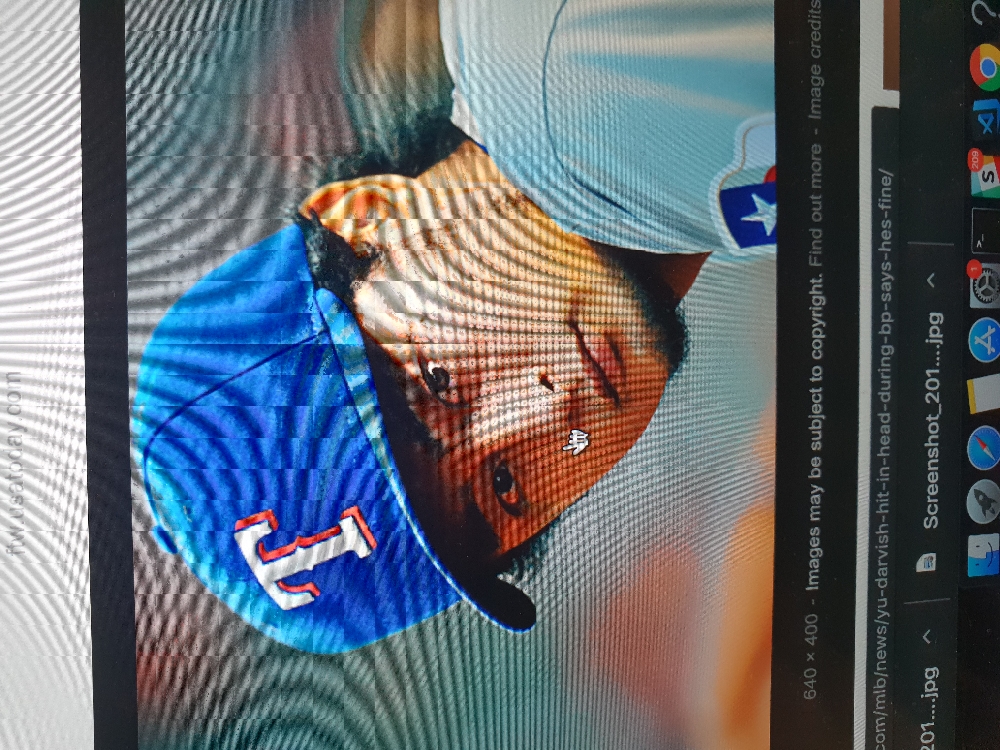 ftw.usatoday.com
T
640 × 400 - Images may be subject to copyright. Find out more - Image credits
com/mlb/news/yu-darvish-hit-in-head-during-bp-says-hes-fine/
201....jpg
Screenshot_201....jpg
1
209
S